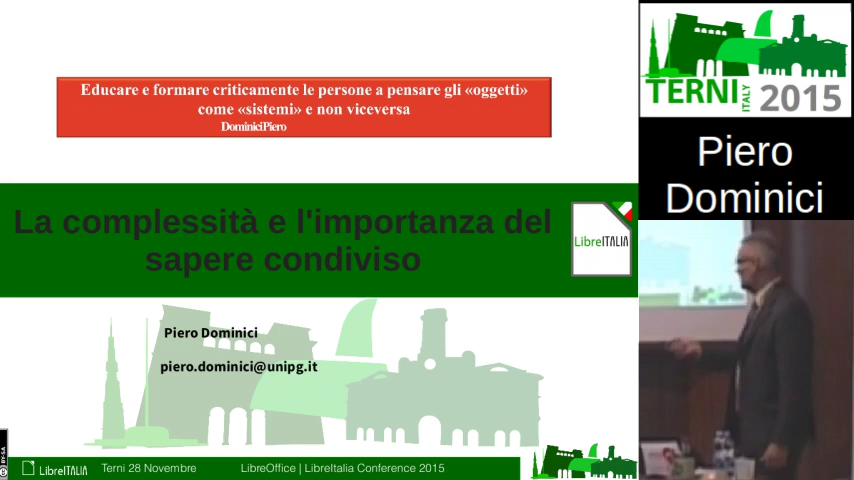 Educare e formare criticamente le persone a pensare gli «oggetti»
come «sistemi» e non viceversa
DominiciPiero
La complessità e l'importanza del
sapere condiviso
LibreITALIA
Piero Dominici
piero.dominici@unipg.it
BY-SA
LibreITALIA Terni 28 Novembre LibreOffice | LibreItalia Conference 2015
TERNI
ITALY
2015
Piero
Dominici